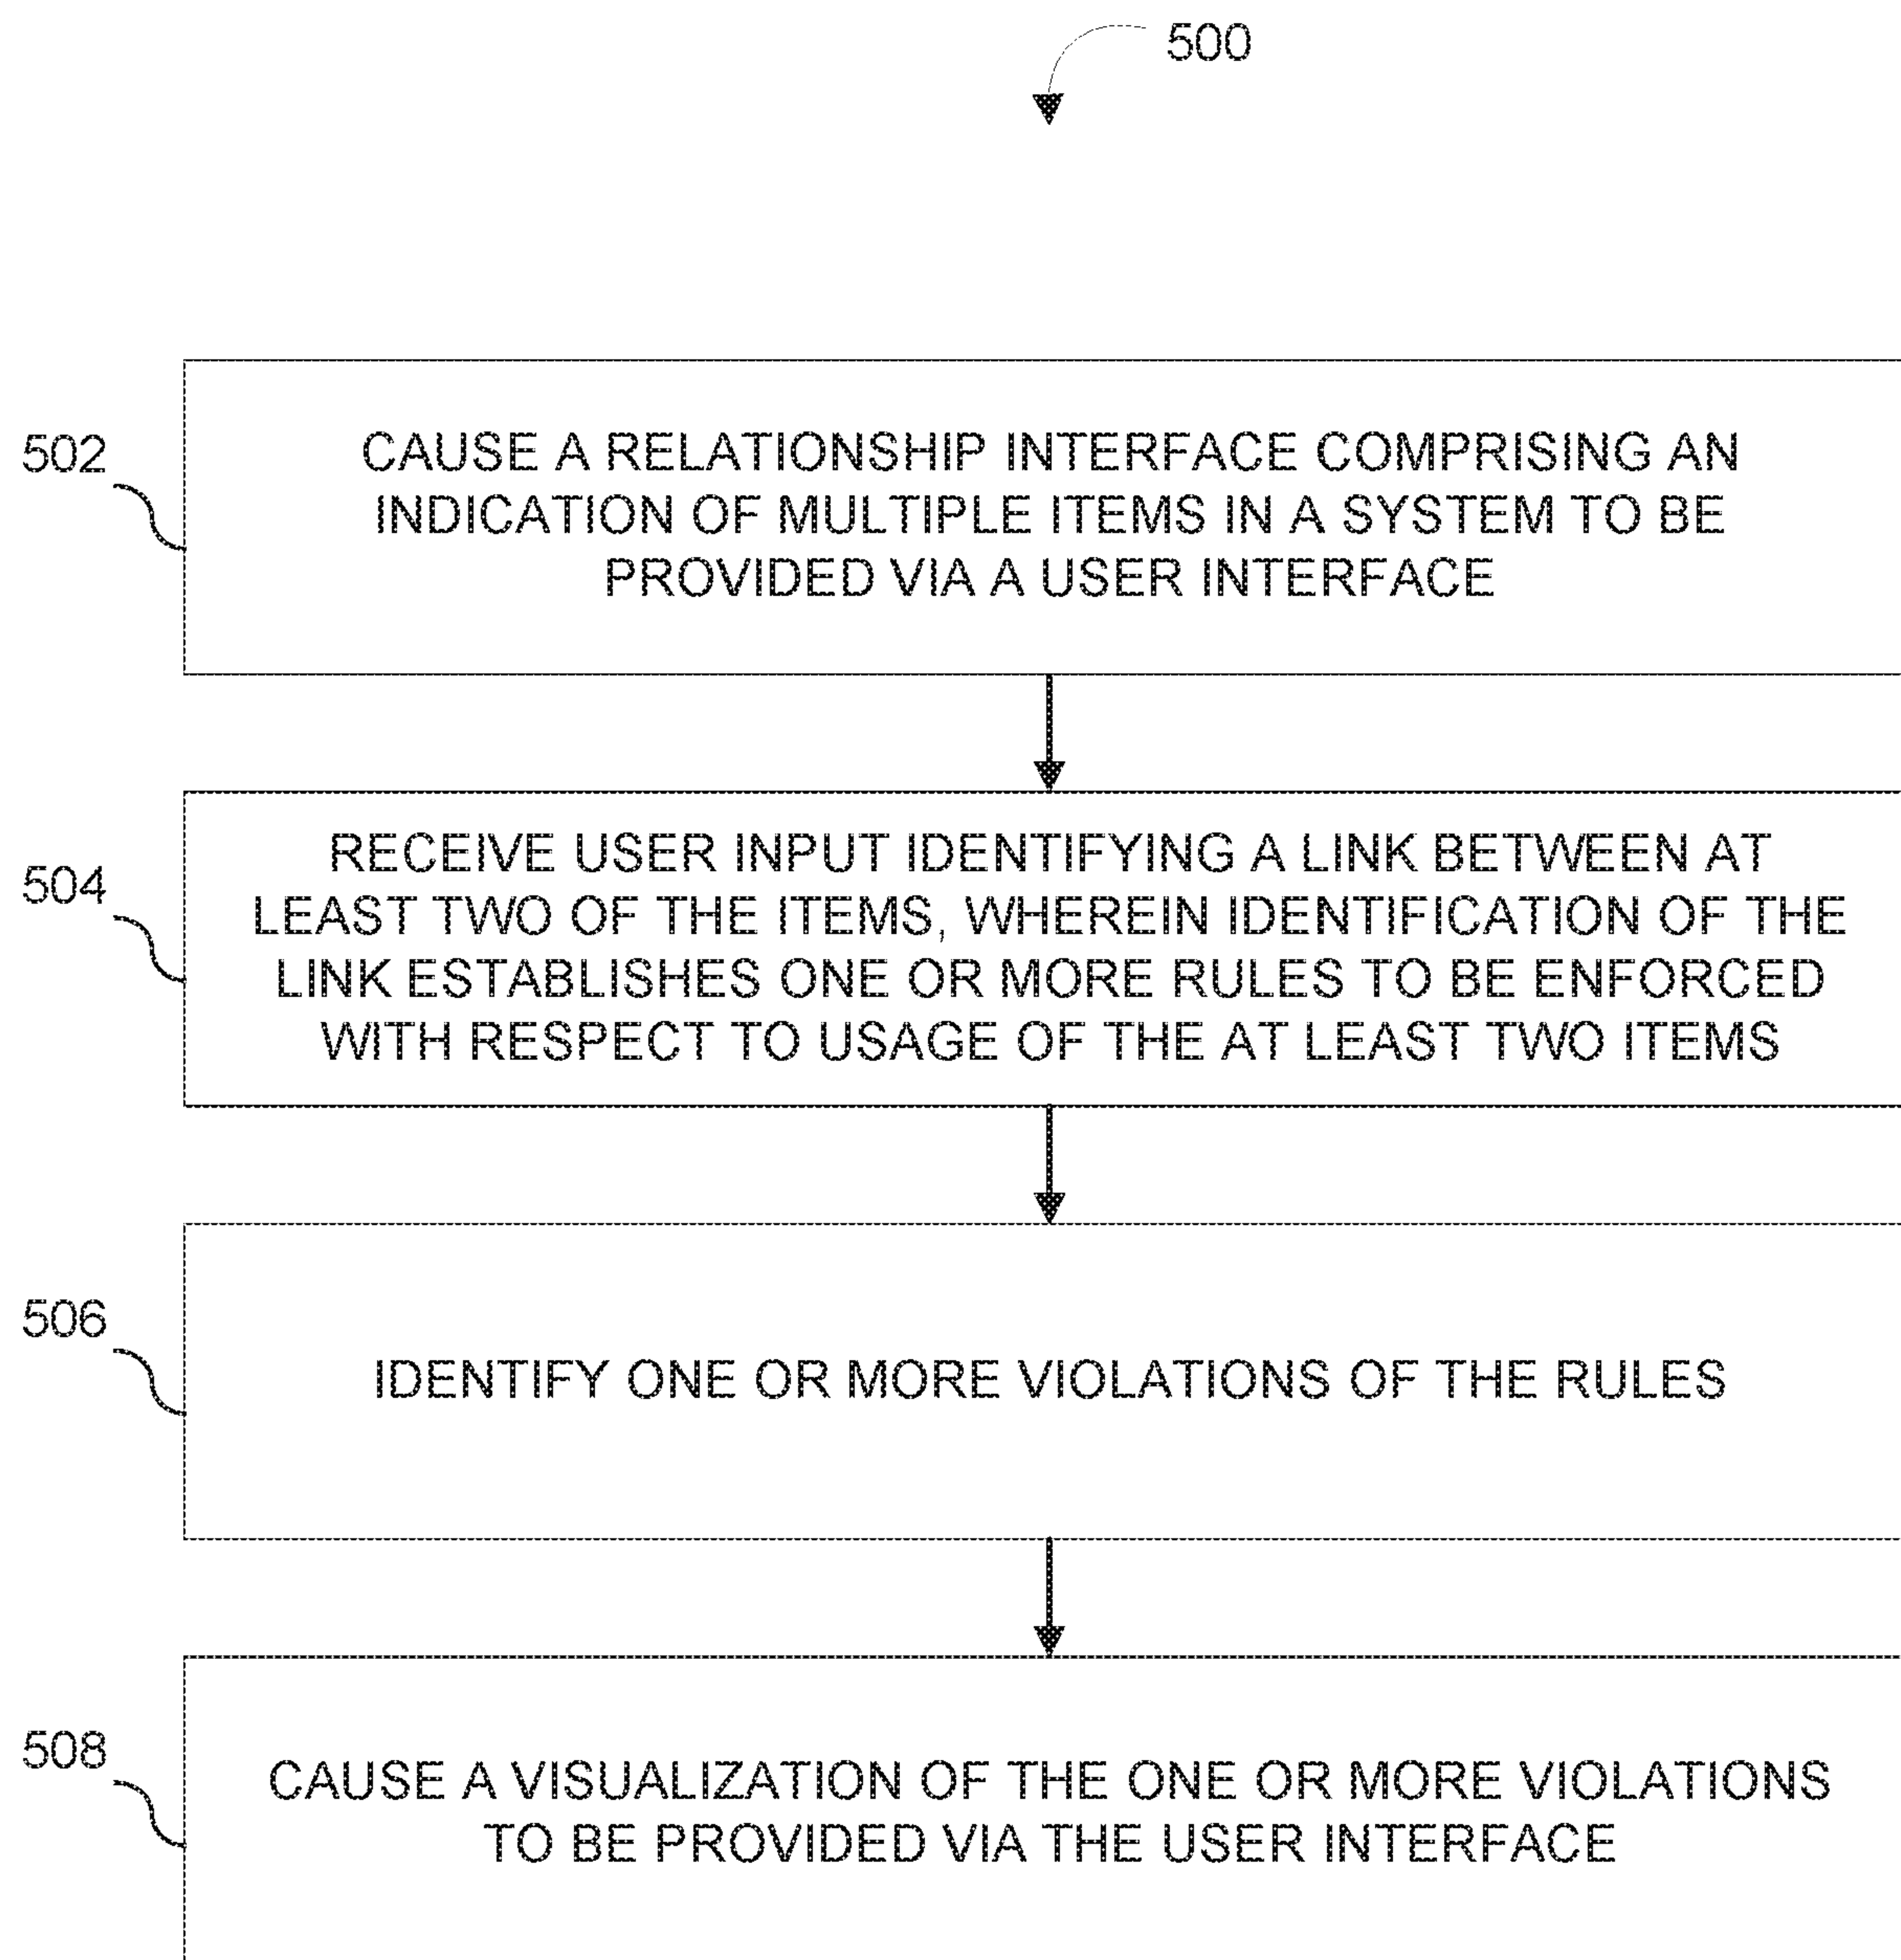 500
502
CAUSE A RELATIONSHIP INTERFACE COMPRISING AN
INDICATION OF MULTIPLE ITEMS IN A SYSTEM TO BE
PROVIDED VIA A USER INTERFACE
504
RECEIVE USER INPUT IDENTIFYING A LINK BETWEEN AT
LEAST TWO OF THE ITEMS, WHEREIN IDENTIFICATION OF THE
LINK ESTABLISHES ONE OR MORE RULES TO BE ENFORCED
WITH RESPECT TO USAGE OF THE AT LEAST TWO ITEMS
506
IDENTIFY ONE OR MORE VIOLATIONS OF THE RULES
508
CAUSE A VISUALIZATION OF THE ONE OR MORE VIOLATIONS
TO BE PROVIDED VIA THE USER INTERFACE